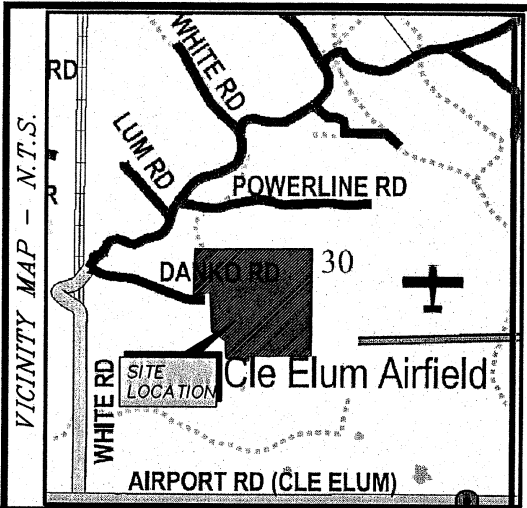 VICINITY MAP - N.T.S.
RD
WHITE RD
LUM RD
R
POWERLINE RD
DANKO RD
30
SITE
LOCATION
Cle Elum Airfield
WHITE RD
AIRPORT RD (CLE ELUM)